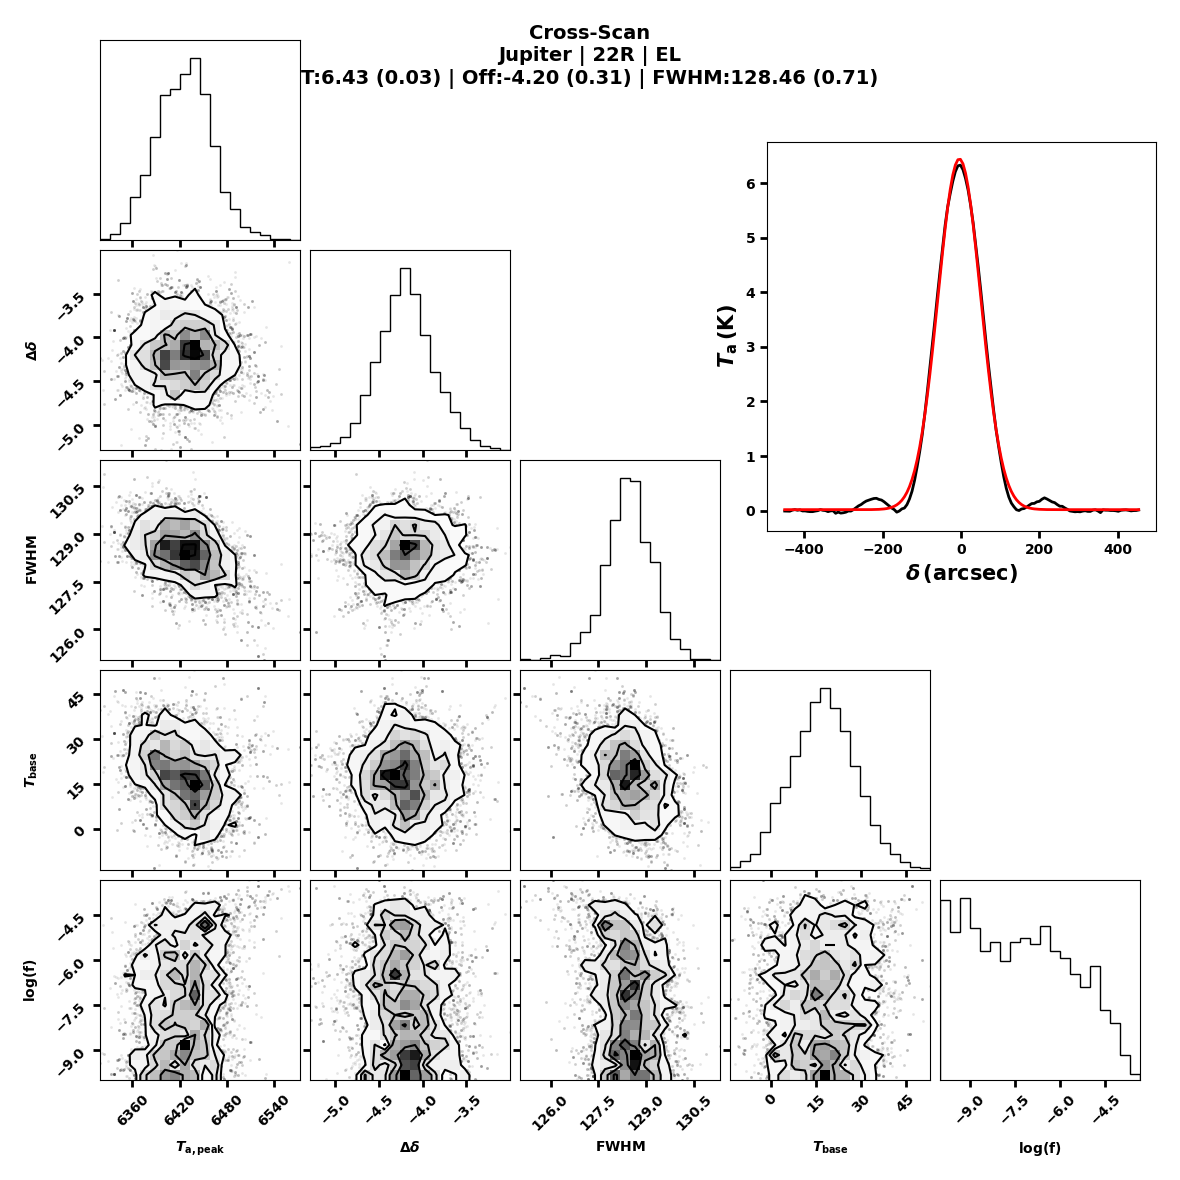 Cross-Scan
Jupiter | 22R | EL
T:6.43 (0.03) | Off:-4.20 (0.31) | FWHM:128.46 (0.71)
6
5
4
3
2
1
0
Ta (K)
−400 −200 0 200 400
δ (arcsec)
Δδ
−3.5
−4.0
−4.5
−5.0
FWHM
130.5
129.0
127.5
126.0
Tbase
45
30
15
0
log(f)
−4.5
−6.0
−7.5
−9.0
6360 6420 6480 6540
Ta,peak
−5.0 −4.5 −4.0 −3.5
Δδ
126.0 127.5 129.0 130.5
FWHM
0 15 30 45
Tbase
−9.0 −7.5 −6.0 −4.5
log(f)